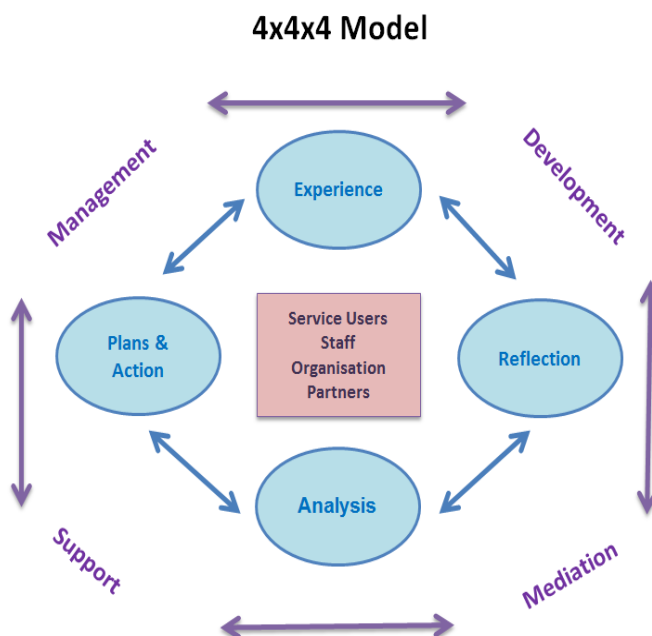 4x4x4 Model
Management
Development
Experience
Plans &
Action
Service Users
Staff
Organisation
Partners
Reflection
Analysis
Support
Mediation